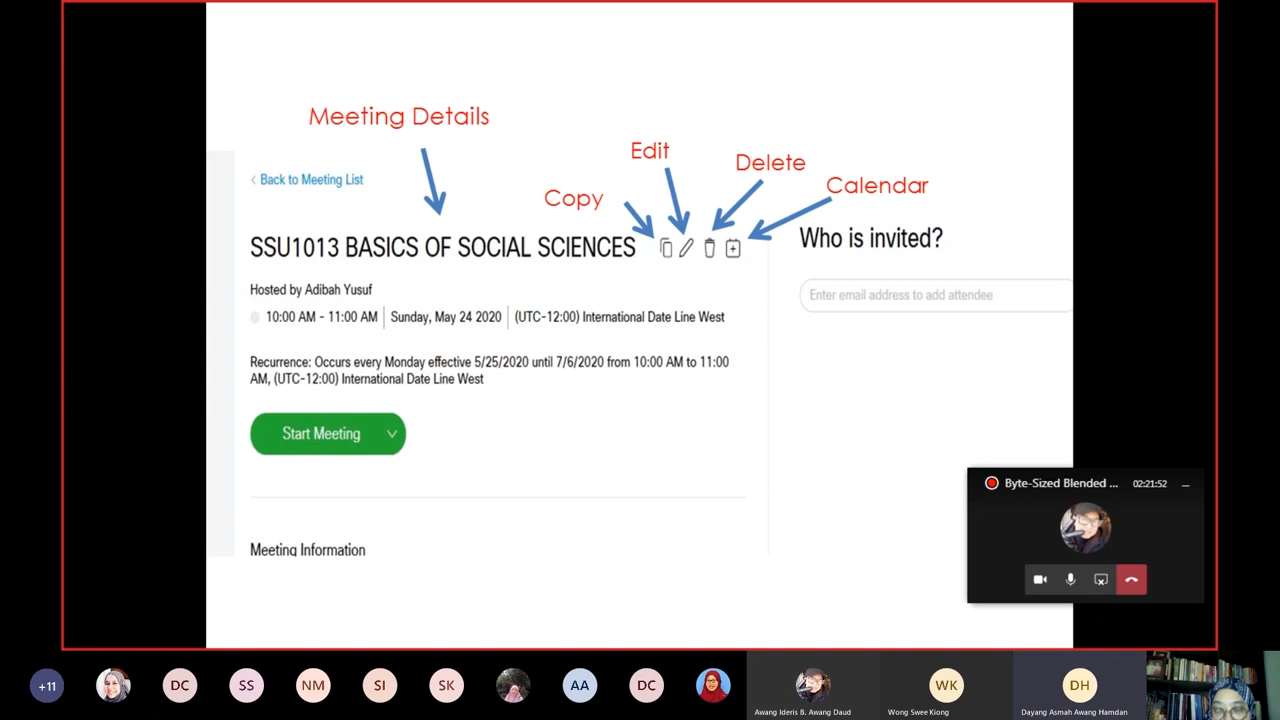 Meeting Details
Edit
Delete
Calendar
Copy
< Back to Meeting List
SSU1013 BASICS OF SOCIAL SCIENCES
Who is invited?
Hosted by Adibah Yusuf
Enter email address to add attendee
10:00 AM - 11:00 AM | Sunday, May 24 2020 | (UTC-12:00) International Date Line West
Recurrence: Occurs every Monday effective 5/25/2020 until 7/6/2020 from 10:00 AM to 11:00
AM, (UTC-12:00) International Date Line West
Start Meeting
Meeting Information
Byte-Sized Blended ... 02:21:52
+11 DC SS NM SI SK AA DC WK DH
Awang Ideris B. Awang Daud
Wong Swee Kiong
Dayang Asmah Awang Hamdan